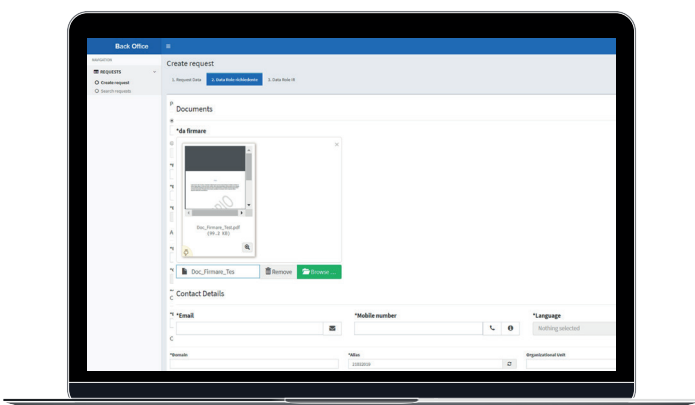 Back Office
NAVIGATION
REQUESTS
Create request
Search requests
Create request
1. Request Data
2. Data Role-richiedente
3. Data Role-IR
Documents
*da firmare
Doc_Firmare_Test.pdf
(99.2 KB)
Doc_Firmare_Tes
Remove
Browse ...
Contact Details
*Email
*Mobile number
*Language
Nothing selected
*Domain
*Alias
Organizational Unit